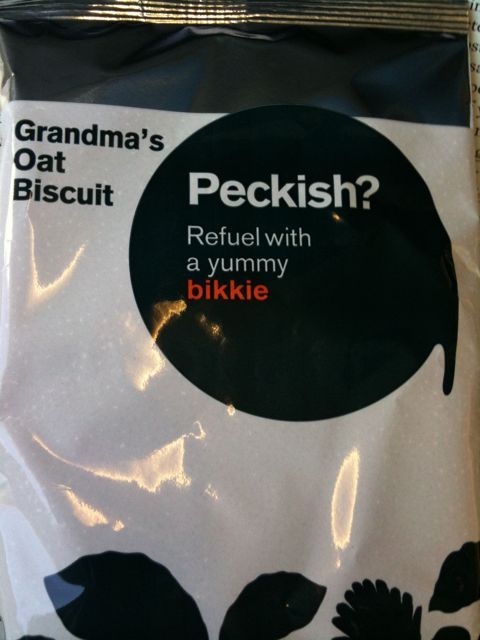 Grandma's
Oat
Biscuit
Peckish?
Refuel with
a yummy
bikkie